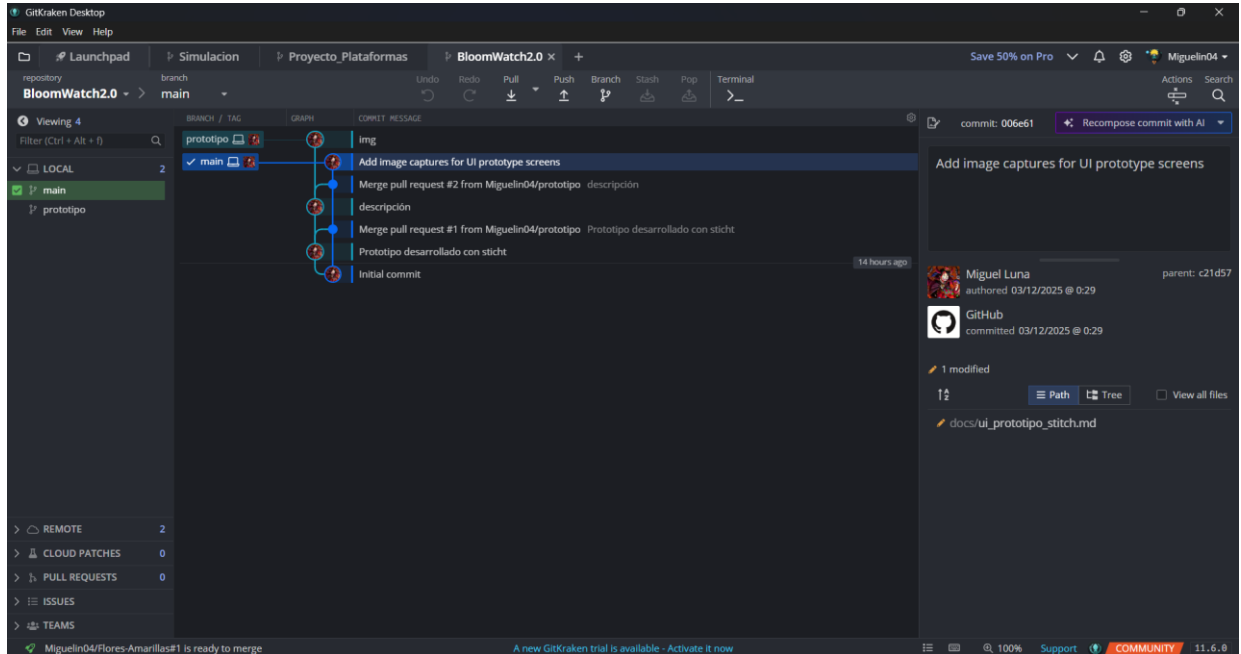 GitKraken Desktop
File Edit View Help
Launchpad Simulacion Proyecto_Plataformas BloomWatch2.0 × +
Save 50% on Pro Miguelin04
repository branch
BloomWatch2.0 main
Undo Redo Pull Push Branch Stash Pop Terminal
Actions Search
Viewing 4
Filter (Ctrl + Alt + f)
LOCAL 2
main
prototipo
REMOTE 2
CLOUD PATCHES 0
PULL REQUESTS 0
ISSUES
TEAMS
BRANCH / TAG GRAPH COMMIT MESSAGE
prototipo img
main Add image captures for UI prototype screens
Merge pull request #2 from Miguelin04/prototipo descripción
descripción
Merge pull request #1 from Miguelin04/prototipo Prototipo desarrollado con sticht
Prototipo desarrollado con sticht
14 hours ago
Initial commit
commit: 006e61 Recompose commit with AI
Add image captures for UI prototype screens
Miguel Luna parent: c21d57
authored 03/12/2025 @ 0:29
GitHub
committed 03/12/2025 @ 0:29
1 modified
Path Tree View all files
docs/ui_prototipo_stitch.md
Miguelin04/Flores-Amarillas#1 is ready to merge
A new GitKraken trial is available - Activate it now
100% Support COMMUNITY 11.6.0